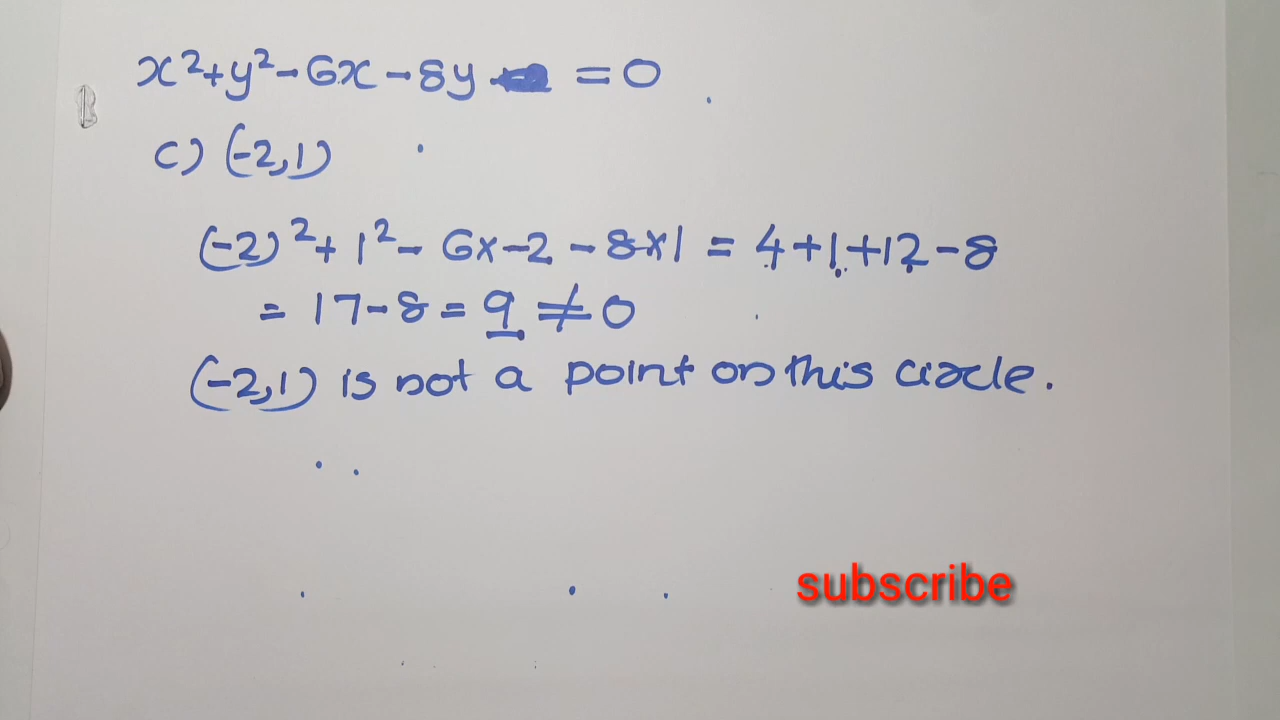 x²+y²-6x-8y =0
c) (-2,1)
(-2)²+1²-6x-2-8x1=4+1+12-8
=17-8=9≠0
(-2,1) is not a point on this circle.
subscribe